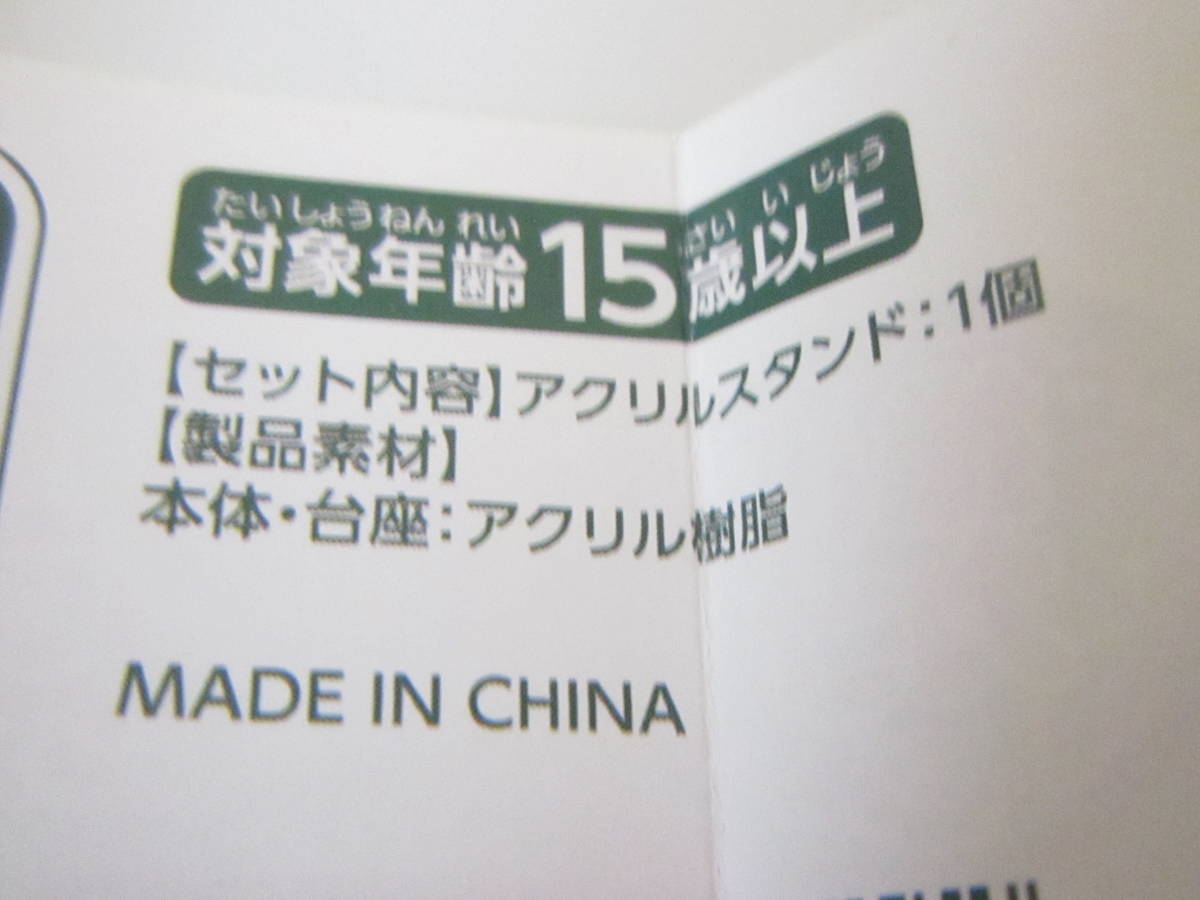 たいしょうねんれい さいいじょう
対象年齢15歳以上
【セット内容】アクリルスタンド：1個
【製品素材】
本体・台座：アクリル樹脂
MADE IN CHINA